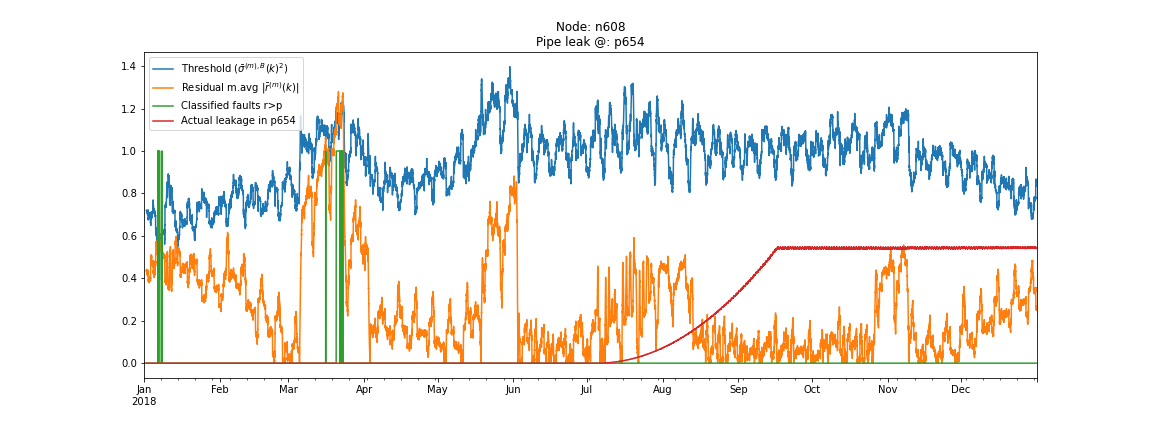 Node: n608
Pipe leak @: p654
Threshold (σ̄⁽ᵐ⁾,ᴮ(k)²)
Residual m.avg |r̄⁽ᵐ⁾(k)|
Classified faults r>p
Actual leakage in p654
1.4
1.2
1.0
0.8
0.6
0.4
0.2
0.0
Jan Feb Mar Apr May Jun Jul Aug Sep Oct Nov Dec
2018